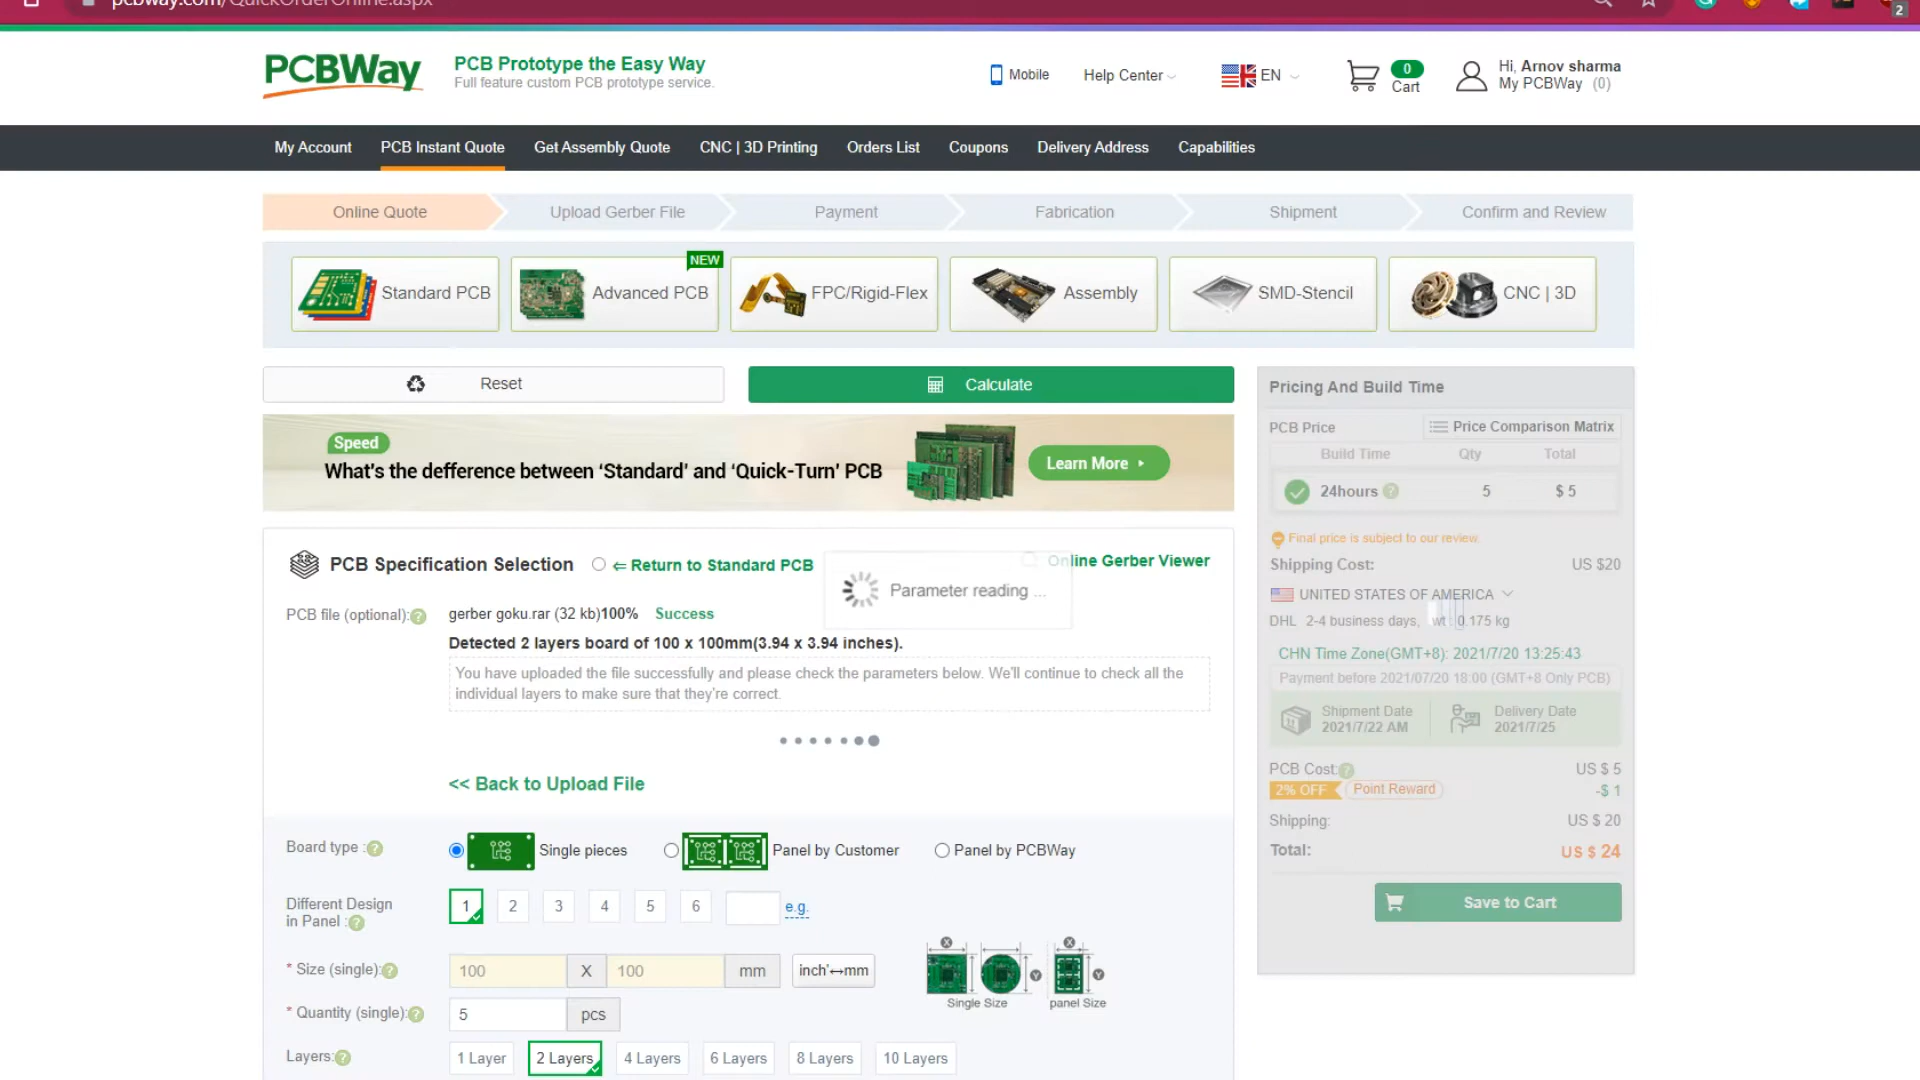 pcbway.com/QuickOrderOnline.aspx
2
PCBWay
PCB Prototype the Easy Way
Full feature custom PCB prototype service.
Mobile
Help Center
EN
0
Cart
Hi, Arnov sharma
My PCBWay (0)
My Account
PCB Instant Quote
Get Assembly Quote
CNC | 3D Printing
Orders List
Coupons
Delivery Address
Capabilities
Online Quote
Upload Gerber File
Payment
Fabrication
Shipment
Confirm and Review
Standard PCB
NEW
Advanced PCB
FPC/Rigid-Flex
Assembly
SMD-Stencil
CNC | 3D
Reset
Calculate
Speed
What's the defference between ‘Standard’ and ‘Quick-Turn’ PCB
Learn More
PCB Specification Selection
⇐ Return to Standard PCB
Online Gerber Viewer
Parameter reading ...
PCB file (optional):?
gerber goku.rar (32 kb)100% Success
Detected 2 layers board of 100 x 100mm(3.94 x 3.94 inches).
You have uploaded the file successfully and please check the parameters below. We'll continue to check all the
individual layers to make sure that they're correct.
<< Back to Upload File
Board type :?
Single pieces
Panel by Customer
Panel by PCBWay
Different Design
in Panel :?
1
2
3
4
5
6
e.g.
* Size (single):?
100
X
100
mm
inch'↔mm
X
X
Y
Y
Single Size
panel Size
* Quantity (single):?
5
pcs
Layers:?
1 Layer
2 Layers
4 Layers
6 Layers
8 Layers
10 Layers
Pricing And Build Time
PCB Price
Price Comparison Matrix
Build Time
Qty
Total
24hours ?
5
$ 5
Final price is subject to our review.
Shipping Cost:
US $20
UNITED STATES OF AMERICA
DHL 2-4 business days, wt : 0.175 kg
CHN Time Zone(GMT+8): 2021/7/20 13:25:43
Payment before 2021/07/20 18:00 (GMT+8 Only PCB)
Shipment Date
2021/7/22 AM
Delivery Date
2021/7/25
PCB Cost:?
US $ 5
2% OFF
Point Reward
-$ 1
Shipping:
US $ 20
Total:
US $ 24
Save to Cart